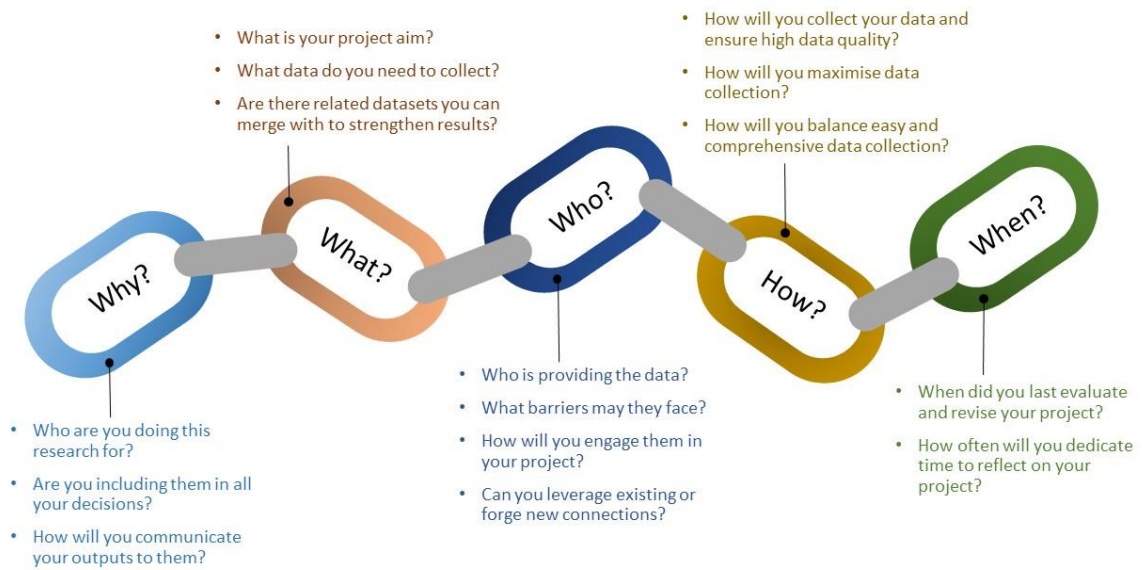 Why?
• Who are you doing this
research for?
• Are you including them in all
your decisions?
• How will you communicate
your outputs to them?
What?
• What is your project aim?
• What data do you need to collect?
• Are there related datasets you can
merge with to strengthen results?
Who?
• Who is providing the data?
• What barriers may they face?
• How will you engage them in
your project?
• Can you leverage existing or
forge new connections?
How?
• How will you collect your data and
ensure high data quality?
• How will you maximise data
collection?
• How will you balance easy and
comprehensive data collection?
When?
• When did you last evaluate
and revise your project?
• How often will you dedicate
time to reflect on your
project?